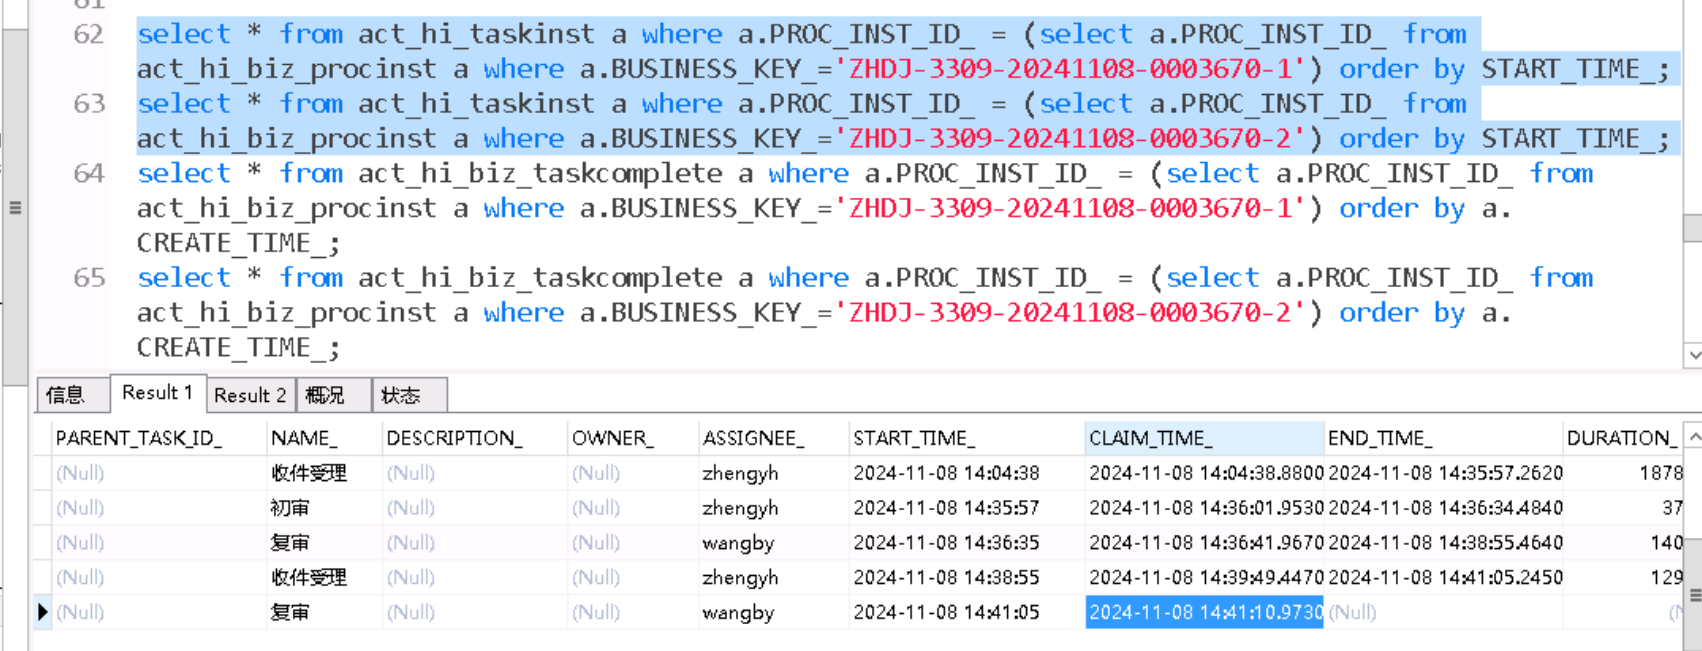 61
62 select * from act_hi_taskinst a where a.PROC_INST_ID_ = (select a.PROC_INST_ID_ from
act_hi_biz_procinst a where a.BUSINESS_KEY_='ZHDJ-3309-20241108-0003670-1') order by START_TIME_;
63 select * from act_hi_taskinst a where a.PROC_INST_ID_ = (select a.PROC_INST_ID_ from
act_hi_biz_procinst a where a.BUSINESS_KEY_='ZHDJ-3309-20241108-0003670-2') order by START_TIME_;
64 select * from act_hi_biz_taskcomplete a where a.PROC_INST_ID_ = (select a.PROC_INST_ID_ from
act_hi_biz_procinst a where a.BUSINESS_KEY_='ZHDJ-3309-20241108-0003670-1') order by a.
CREATE_TIME_;
65 select * from act_hi_biz_taskcomplete a where a.PROC_INST_ID_ = (select a.PROC_INST_ID_ from
act_hi_biz_procinst a where a.BUSINESS_KEY_='ZHDJ-3309-20241108-0003670-2') order by a.
CREATE_TIME_;
信息 Result 1 Result 2 概况 状态
PARENT_TASK_ID_ NAME_ DESCRIPTION_ OWNER_ ASSIGNEE_ START_TIME_ CLAIM_TIME_ END_TIME_ DURATION_
(Null) 收件受理 (Null) (Null) zhengyh 2024-11-08 14:04:38 2024-11-08 14:04:38.8800 2024-11-08 14:35:57.2620 1878
(Null) 初审 (Null) (Null) zhengyh 2024-11-08 14:35:57 2024-11-08 14:36:01.9530 2024-11-08 14:36:34.4840 37
(Null) 复审 (Null) (Null) wangby 2024-11-08 14:36:35 2024-11-08 14:36:41.9670 2024-11-08 14:38:55.4640 140
(Null) 收件受理 (Null) (Null) zhengyh 2024-11-08 14:38:55 2024-11-08 14:39:49.4470 2024-11-08 14:41:05.2450 129
(Null) 复审 (Null) (Null) wangby 2024-11-08 14:41:05 2024-11-08 14:41:10.9730 (Null)